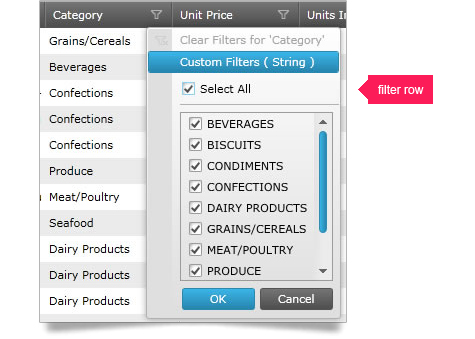 Category
Unit Price
Units I
Grains/Cereals
Beverages
Confections
Confections
Confections
Produce
Meat/Poultry
Seafood
Dairy Products
Dairy Products
Dairy Products
Clear Filters for 'Category'
Custom Filters ( String )
Select All
BEVERAGES
BISCUITS
CONDIMENTS
CONFECTIONS
DAIRY PRODUCTS
GRAINS/CEREALS
MEAT/POULTRY
PRODUCE
OK
Cancel
filter row